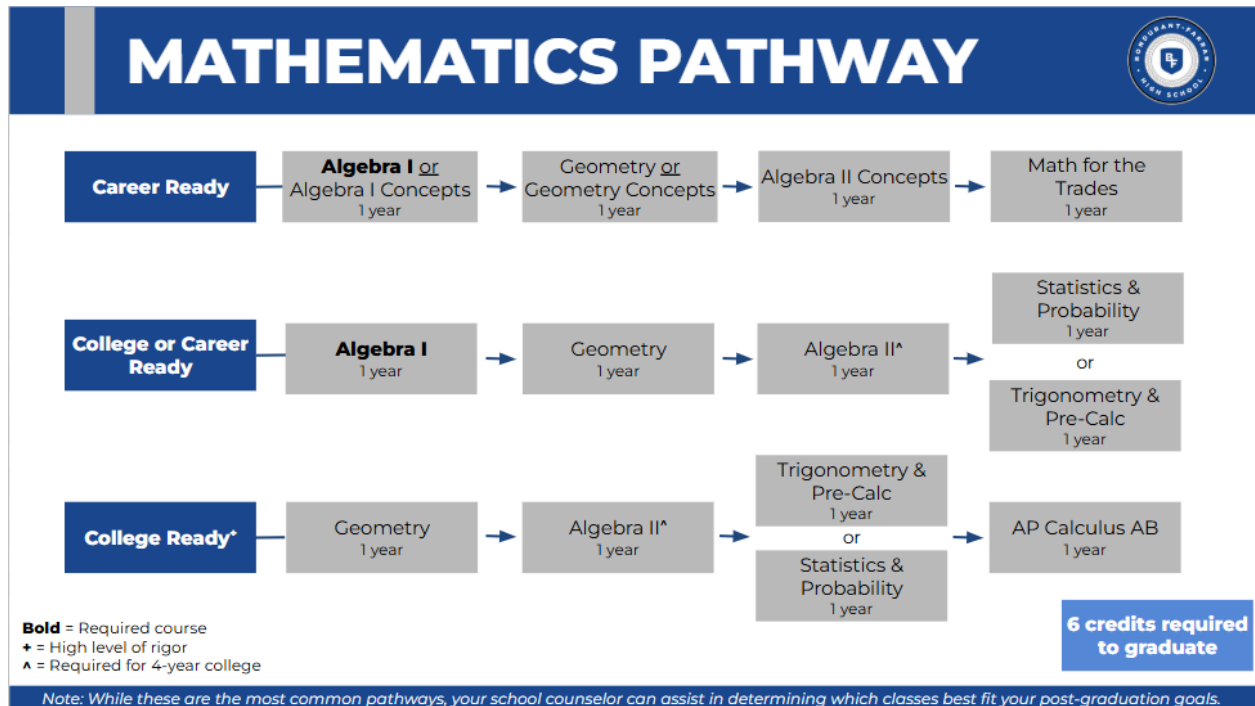 MATHEMATICS PATHWAY
BONDURANT-FARRAR
BF
HIGH SCHOOL
Career Ready
Algebra I or
Algebra I Concepts
1 year
Geometry or
Geometry Concepts
1 year
Algebra II Concepts
1 year
Math for the
Trades
1 year
College or Career
Ready
Algebra I
1 year
Geometry
1 year
Algebra II^
1 year
Statistics &
Probability
1 year
or
Trigonometry &
Pre-Calc
1 year
College Ready+
Geometry
1 year
Algebra II^
1 year
Trigonometry &
Pre-Calc
1 year
or
Statistics &
Probability
1 year
AP Calculus AB
1 year
Bold = Required course
+ = High level of rigor
^ = Required for 4-year college
6 credits required
to graduate
Note: While these are the most common pathways, your school counselor can assist in determining which classes best fit your post-graduation goals.